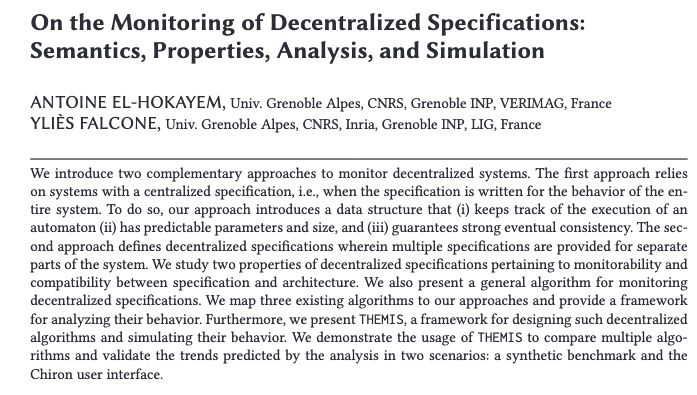 On the Monitoring of Decentralized Specifications:
Semantics, Properties, Analysis, and Simulation
ANTOINE EL-HOKAYEM, Univ. Grenoble Alpes, CNRS, Grenoble INP, VERIMAG, France
YLIÈS FALCONE, Univ. Grenoble Alpes, CNRS, Inria, Grenoble INP, LIG, France
We introduce two complementary approaches to monitor decentralized systems. The first approach relies
on systems with a centralized specification, i.e., when the specification is written for the behavior of the en-
tire system. To do so, our approach introduces a data structure that (i) keeps track of the execution of an
automaton (ii) has predictable parameters and size, and (iii) guarantees strong eventual consistency. The sec-
ond approach defines decentralized specifications wherein multiple specifications are provided for separate
parts of the system. We study two properties of decentralized specifications pertaining to monitorability and
compatibility between specification and architecture. We also present a general algorithm for monitoring
decentralized specifications. We map three existing algorithms to our approaches and provide a framework
for analyzing their behavior. Furthermore, we present THEMIS, a framework for designing such decentralized
algorithms and simulating their behavior. We demonstrate the usage of THEMIS to compare multiple algo-
rithms and validate the trends predicted by the analysis in two scenarios: a synthetic benchmark and the
Chiron user interface.